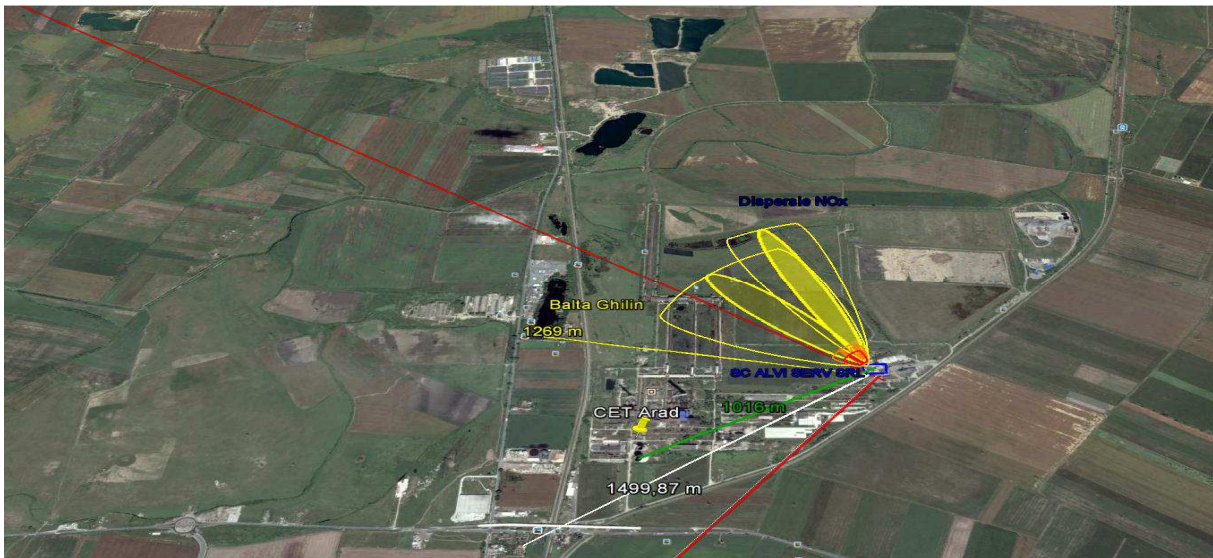 Dispersie NOx
Balta Ghilin
1269 m
SC ALVI SERV SRL
1016 m
CET Arad
1499,87 m